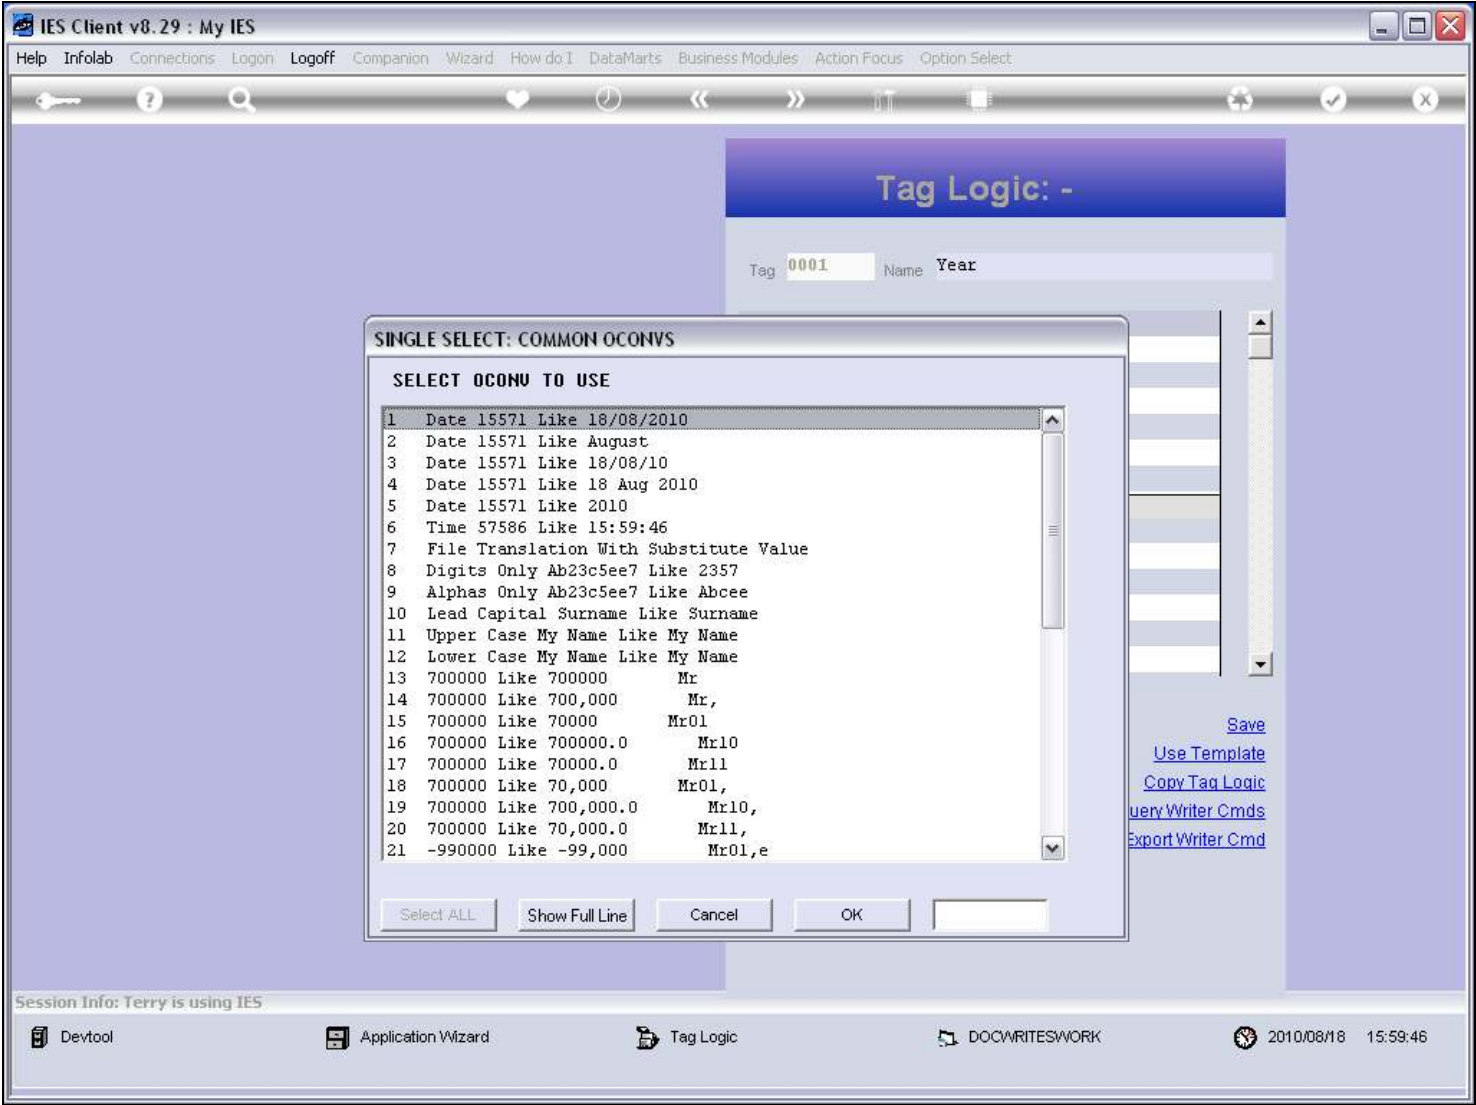 IES Client v8.29 : My IES
Help Infolab Connections Logon Logoff Companion Wizard How do I DataMarts Business Modules Action Focus Option Select
Tag Logic: -
Tag 0001 Name Year
SINGLE SELECT: COMMON OCONVS
SELECT OCONV TO USE
1 Date 15571 Like 18/08/2010
2 Date 15571 Like August
3 Date 15571 Like 18/08/10
4 Date 15571 Like 18 Aug 2010
5 Date 15571 Like 2010
6 Time 57586 Like 15:59:46
7 File Translation With Substitute Value
8 Digits Only Ab23c5ee7 Like 2357
9 Alphas Only Ab23c5ee7 Like Abcee
10 Lead Capital Surname Like Surname
11 Upper Case My Name Like My Name
12 Lower Case My Name Like My Name
13 700000 Like 700000 Mr
14 700000 Like 700,000 Mr,
15 700000 Like 70000 Mr01
16 700000 Like 700000.0 Mr10
17 700000 Like 70000.0 Mr11
18 700000 Like 70,000 Mr01,
19 700000 Like 700,000.0 Mr10,
20 700000 Like 70,000.0 Mr11,
21 -990000 Like -99,000 Mr01,e
Select ALL Show Full Line Cancel OK
Save
Use Template
Copy Tag Logic
uery Writer Cmds
Export Writer Cmd
Session Info: Terry is using IES
Devtool Application Wizard Tag Logic DOCWRITESWORK 2010/08/18 15:59:46